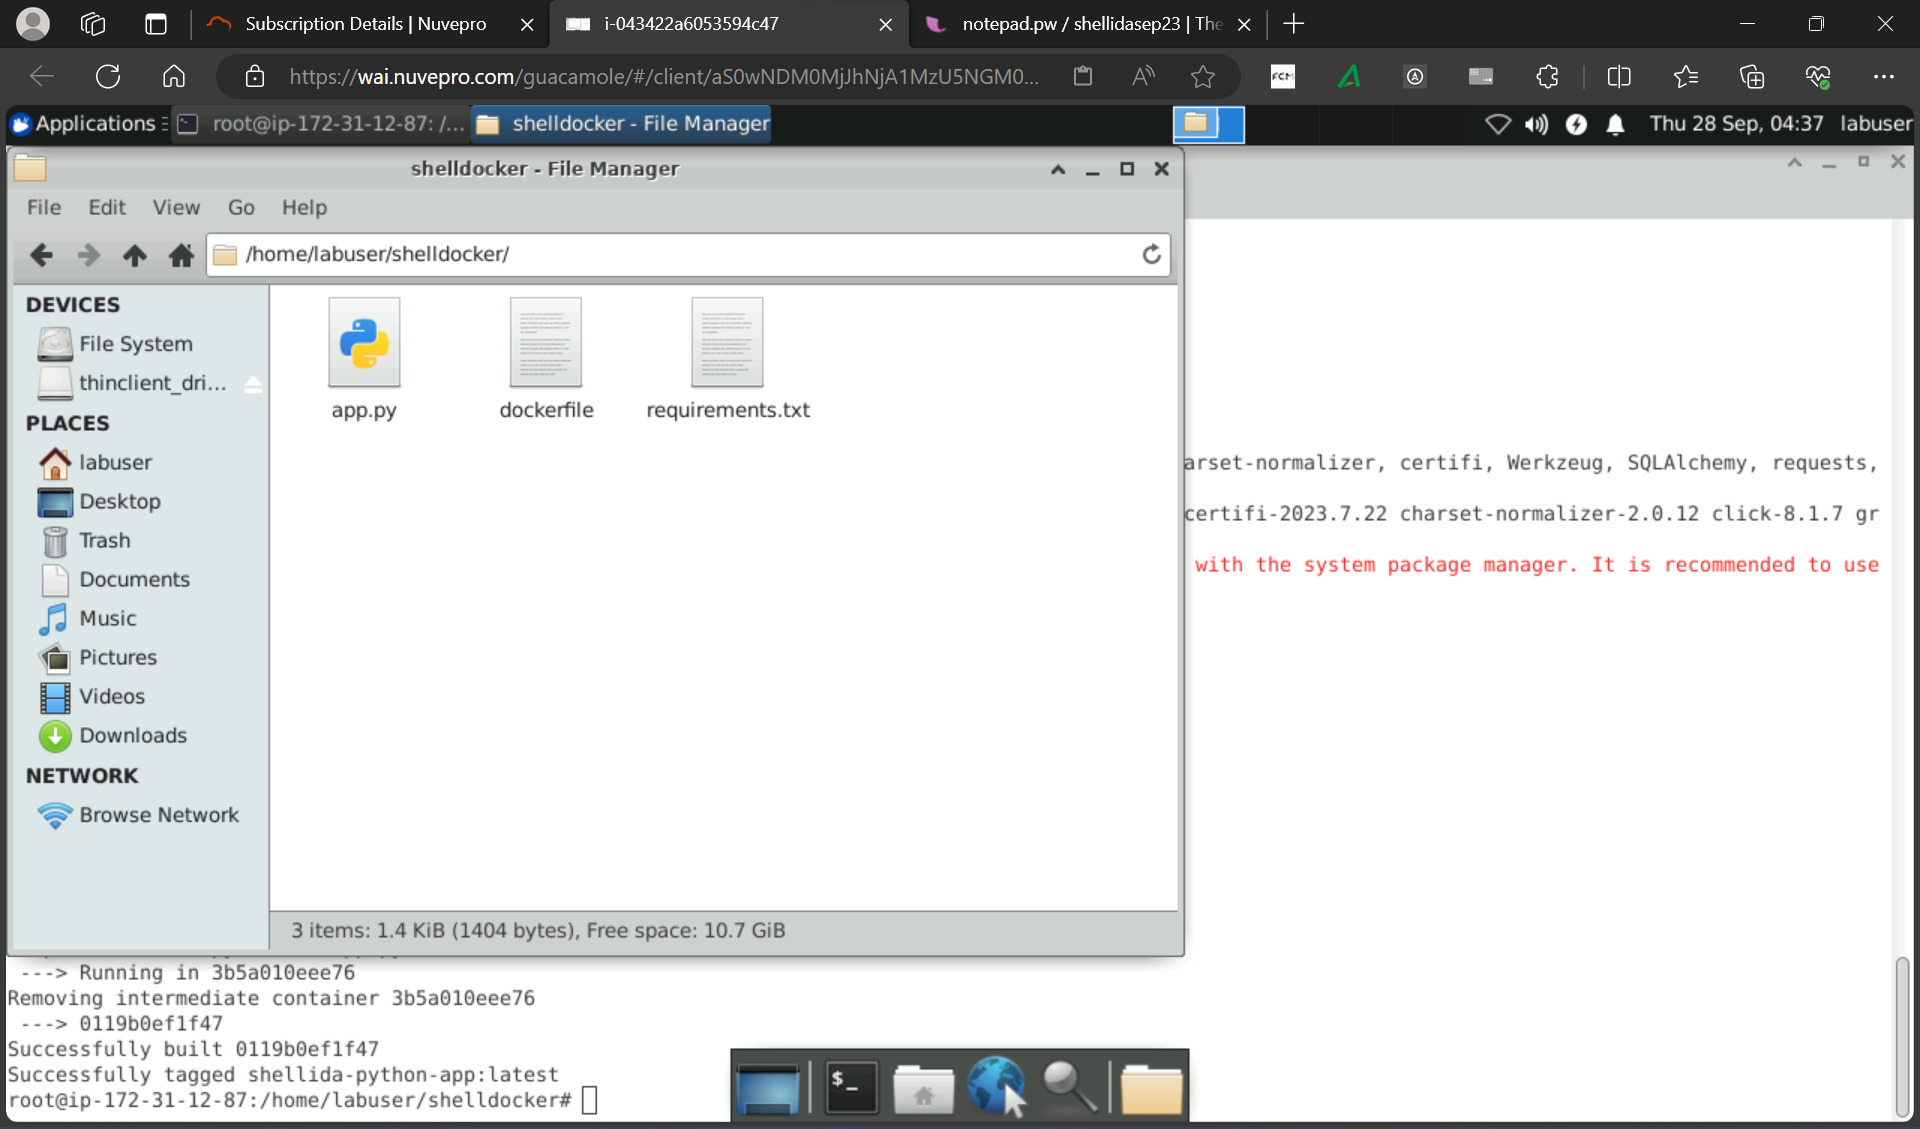 Subscription Details | Nuvepro
i-043422a6053594c47
notepad.pw / shellidasep23 | The
https://wai.nuvepro.com/guacamole/#/client/aS0wNDM0MjJhNjA1MzU5NGM0...
FCM
Applications
root@ip-172-31-12-87: /...
shelldocker - File Manager
Thu 28 Sep, 04:37
labuser
shelldocker - File Manager
File Edit View Go Help
/home/labuser/shelldocker/
DEVICES
File System
thinclient_dri...
PLACES
labuser
Desktop
Trash
Documents
Music
Pictures
Videos
Downloads
NETWORK
Browse Network
app.py
dockerfile
requirements.txt
3 items: 1.4 KiB (1404 bytes), Free space: 10.7 GiB
arset-normalizer, certifi, Werkzeug, SQLAlchemy, requests,
certifi-2023.7.22 charset-normalizer-2.0.12 click-8.1.7 gr
with the system package manager. It is recommended to use
---> Running in 3b5a010eee76
Removing intermediate container 3b5a010eee76
---> 0119b0ef1f47
Successfully built 0119b0ef1f47
Successfully tagged shellida-python-app:latest
root@ip-172-31-12-87:/home/labuser/shelldocker#
$_